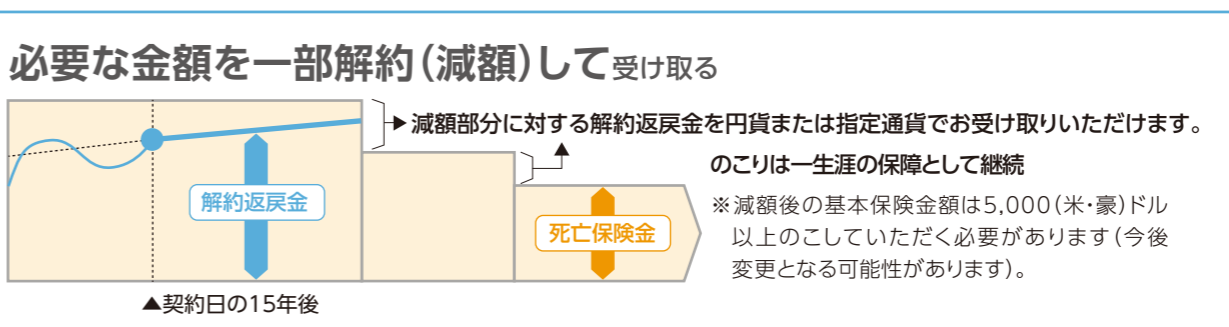 必要な金額を一部解約(減額)して受け取る
▶減額部分に対する解約返戻金を円貨または指定通貨でお受け取りいただけます。
のこりは一生涯の保障として継続
解約返戻金
※減額後の基本保険金額は5,000(米・豪)ドル
以上のこしていただく必要があります(今後
変更となる可能性があります)。
死亡保険金
▲契約日の15年後